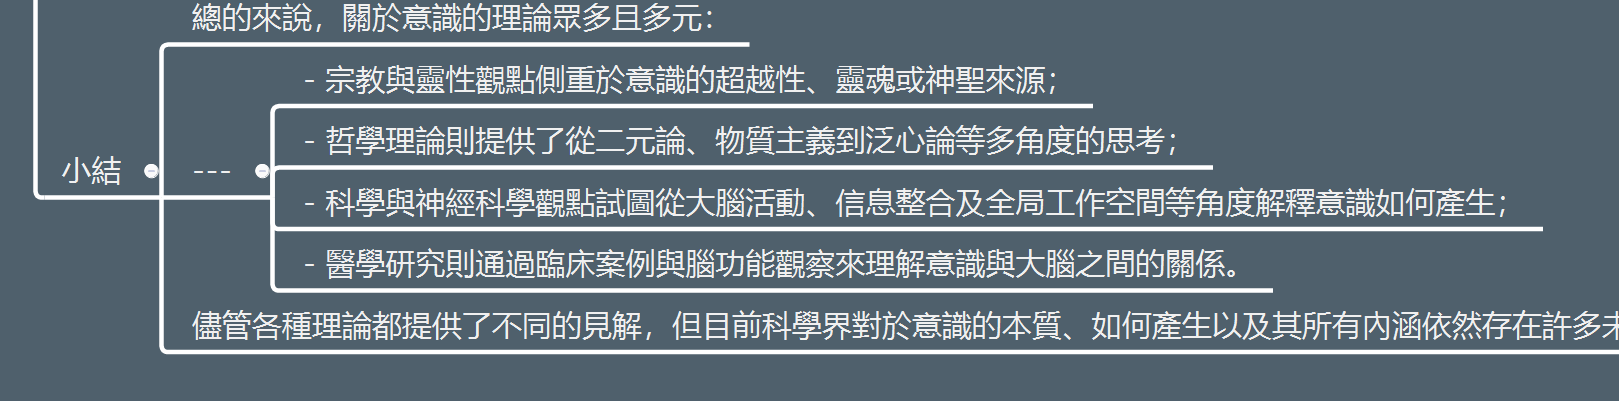 總的來說，關於意識的理論眾多且多元：
- 宗教與靈性觀點側重於意識的超越性、靈魂或神聖來源；
- 哲學理論則提供了從二元論、物質主義到泛心論等多角度的思考；
小結
---
- 科學與神經科學觀點試圖從大腦活動、信息整合及全局工作空間等角度解釋意識如何產生；
- 醫學研究則通過臨床案例與腦功能觀察來理解意識與大腦之間的關係。
儘管各種理論都提供了不同的見解，但目前科學界對於意識的本質、如何產生以及其所有內涵依然存在許多